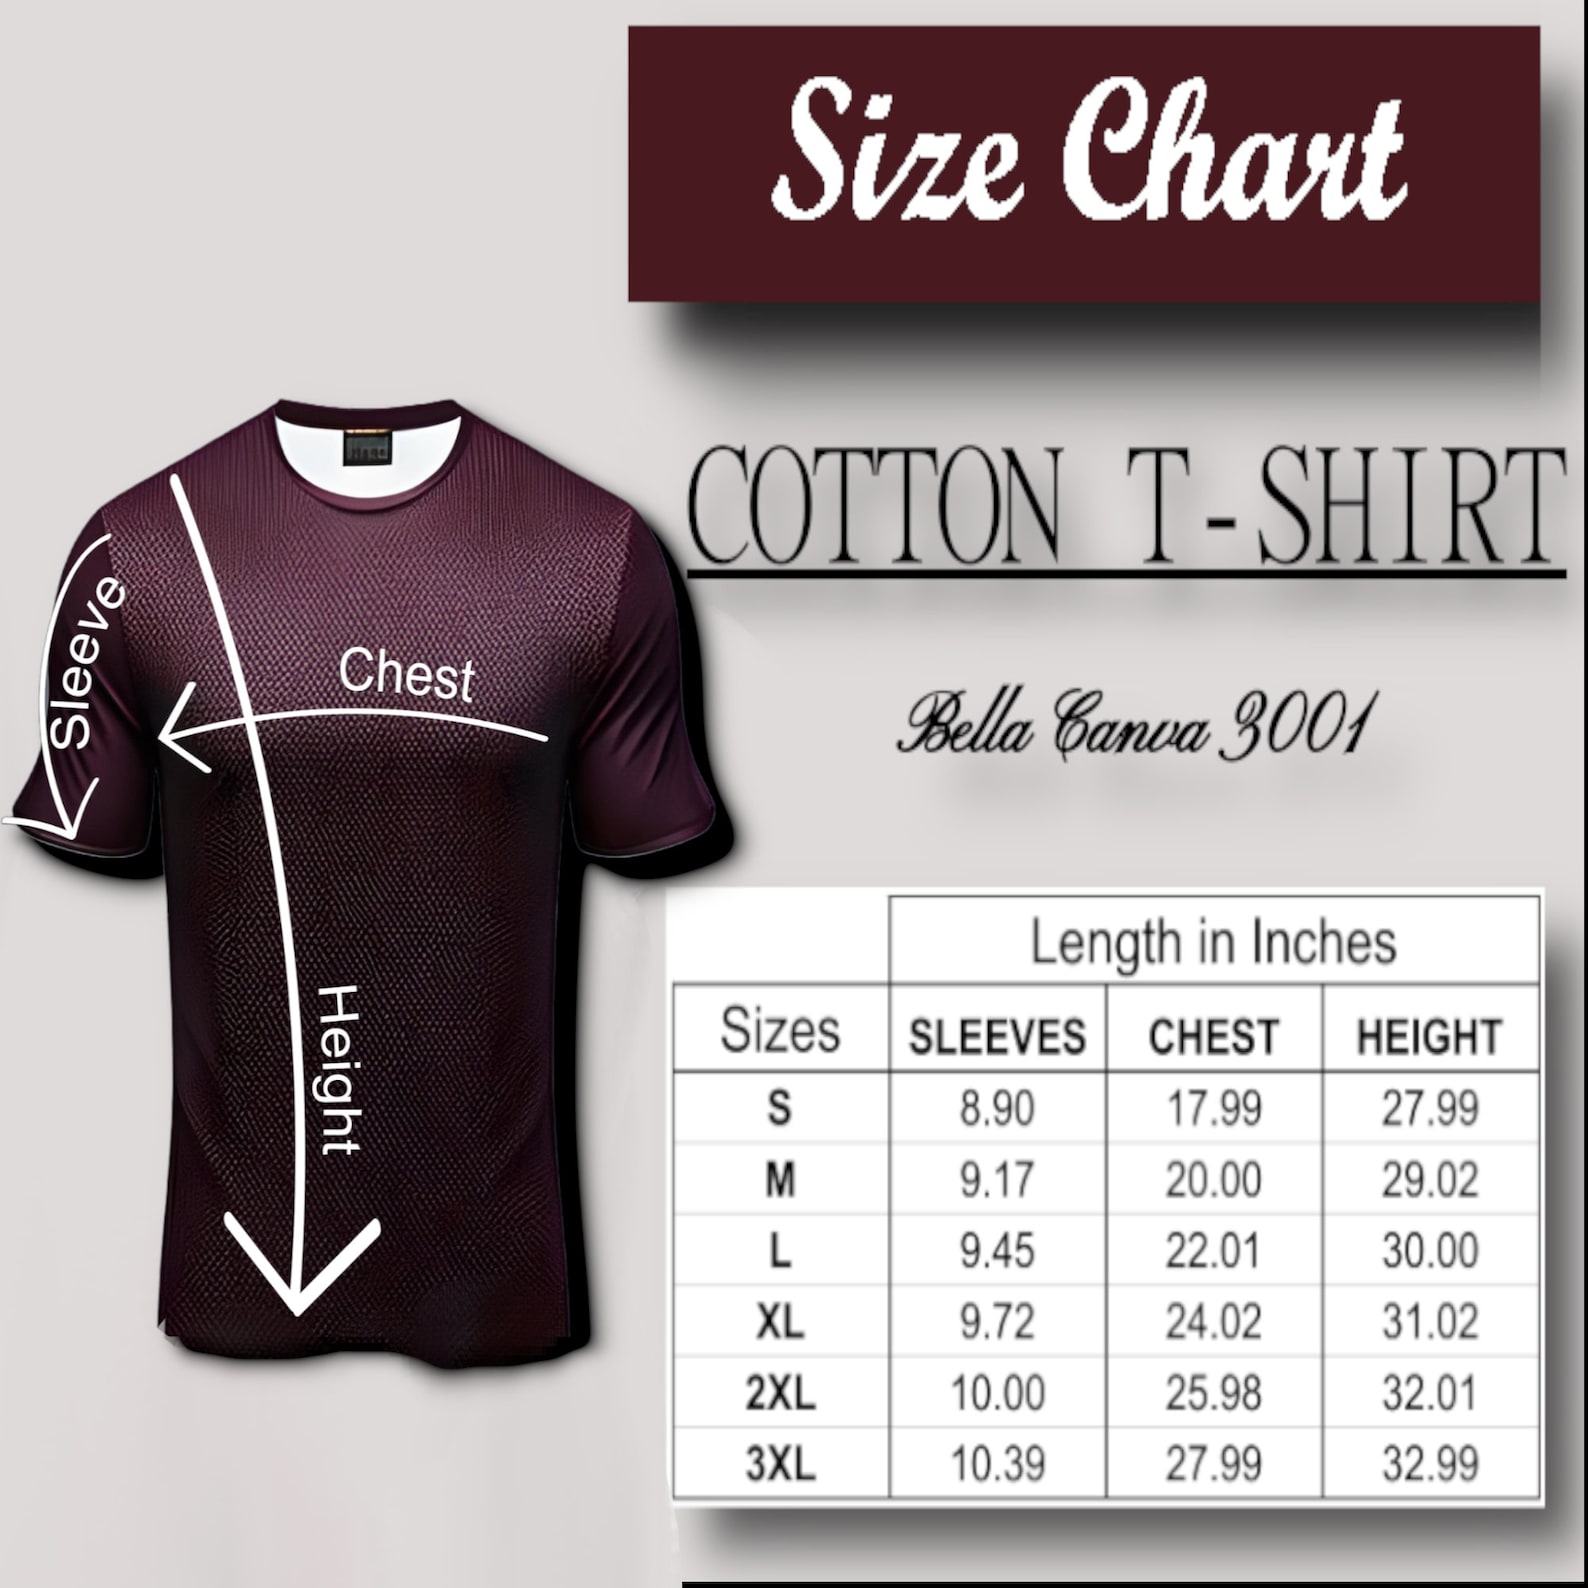 Size Chart
COTTON T-SHIRT
Bella Canva 3001
Sleeve
Chest
Height
Length in Inches
Sizes SLEEVES CHEST HEIGHT
S 8.90 17.99 27.99
M 9.17 20.00 29.02
L 9.45 22.01 30.00
XL 9.72 24.02 31.02
2XL 10.00 25.98 32.01
3XL 10.39 27.99 32.99